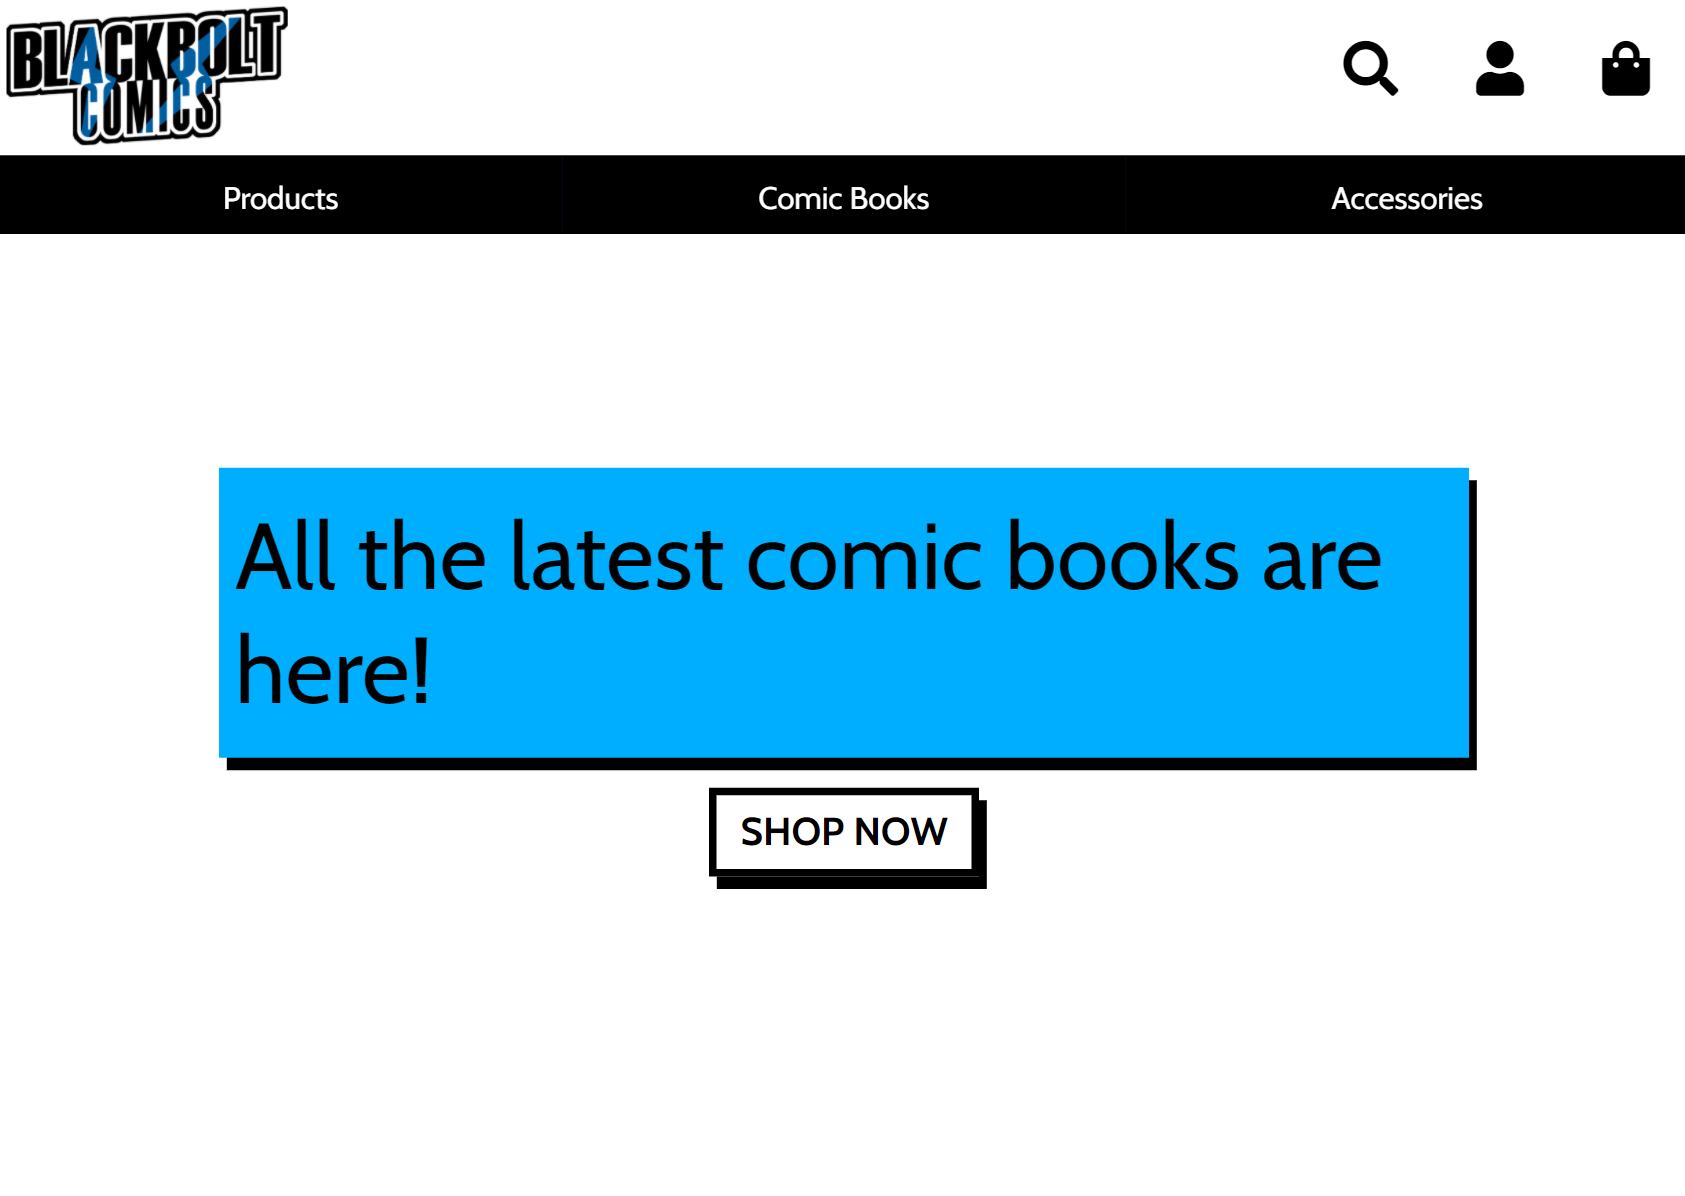 BLACKBOLT
COMICS
Products
Comic Books
Accessories
All the latest comic books are
here!
SHOP NOW